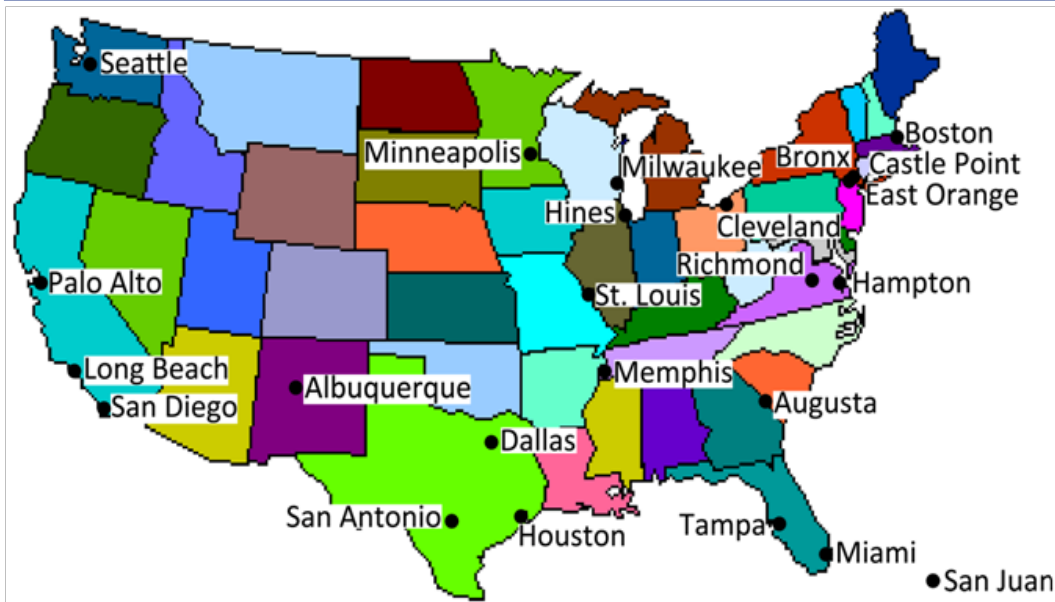 Seattle
Boston
Minneapolis
Milwaukee
Bronx
Castle Point
East Orange
Hines
Cleveland
Richmond
Palo Alto
St. Louis
Hampton
Long Beach
Albuquerque
Memphis
San Diego
Augusta
Dallas
San Antonio
Houston
Tampa
Miami
San Juan